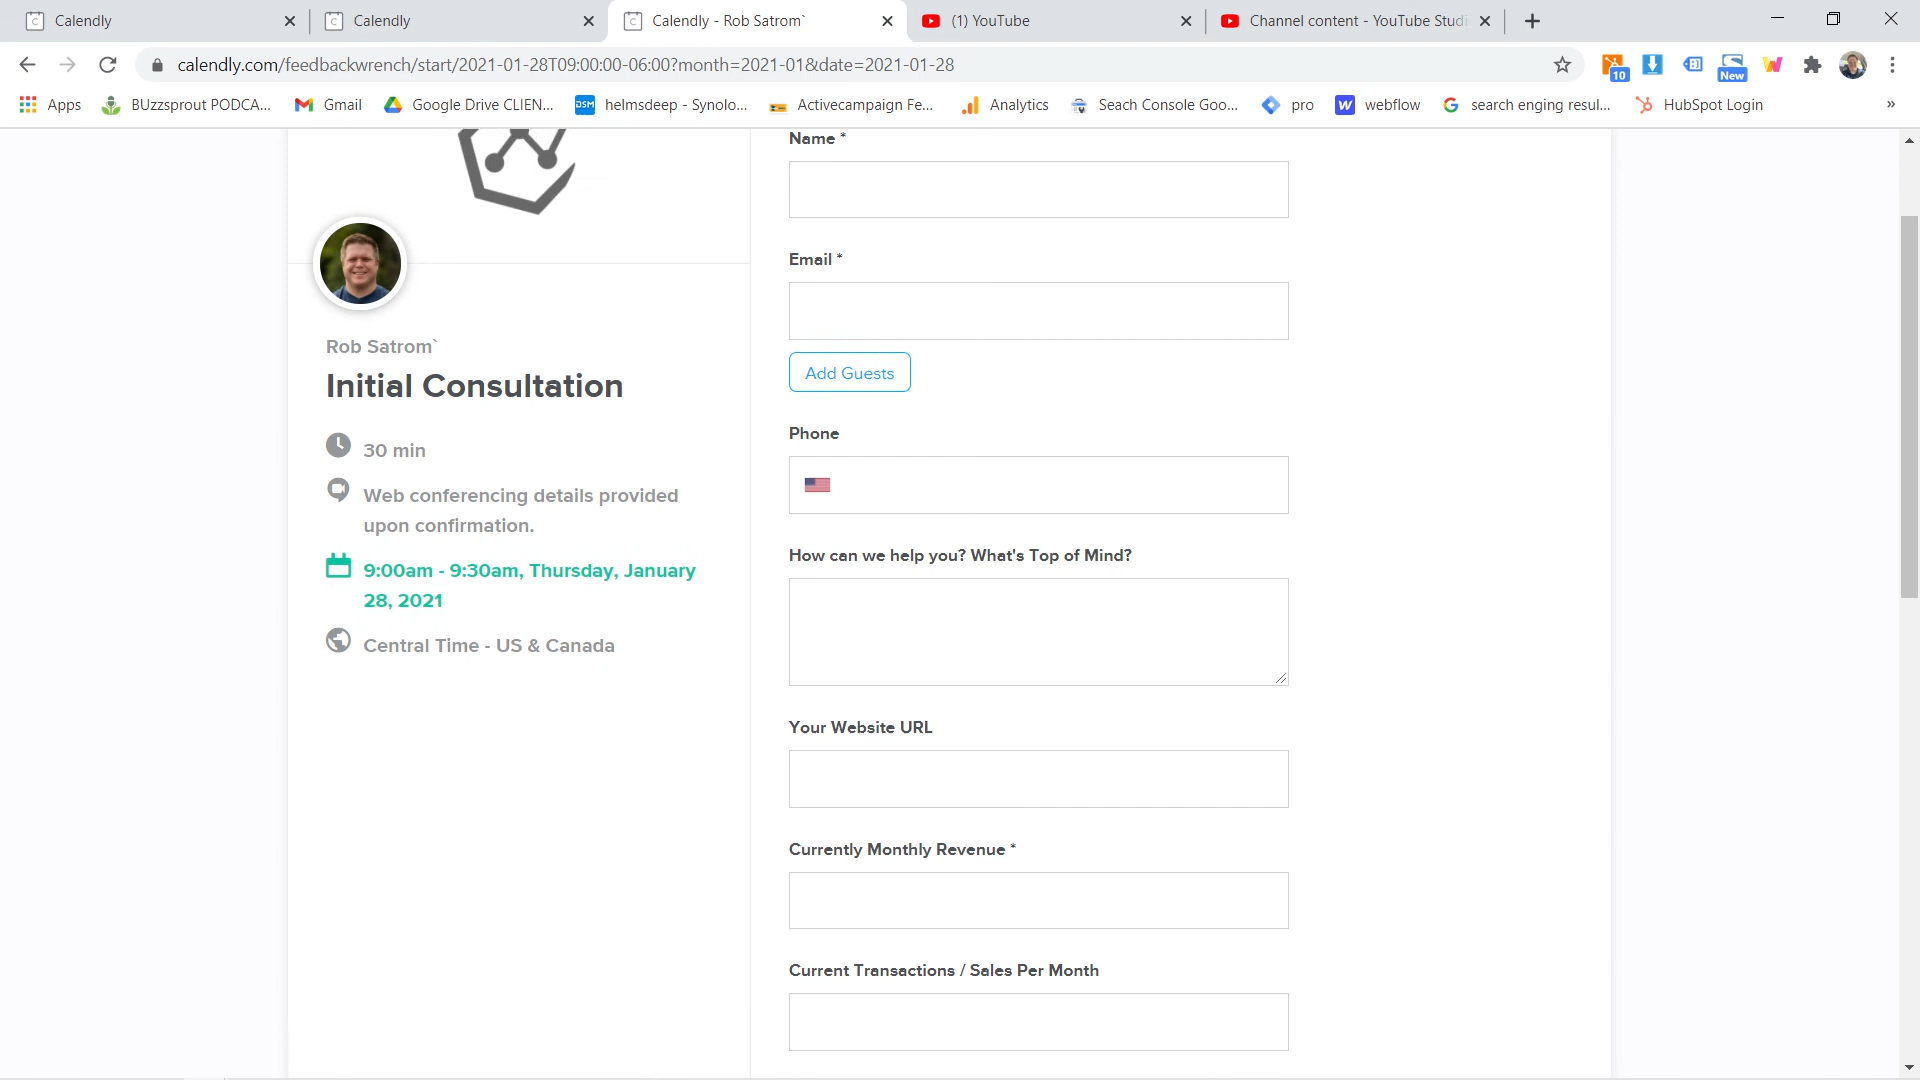 Calendly
Calendly
Calendly - Rob Satrom`
(1) YouTube
Channel content - YouTube Studi
calendly.com/feedbackwrench/start/2021-01-28T09:00:00-06:00?month=2021-01&date=2021-01-28
10
New
Apps
BUzzsprout PODCA...
Gmail
Google Drive CLIEN...
DSM
helmsdeep - Synolo...
Activecampaign Fe...
Analytics
Seach Console Goo...
pro
webflow
search enging resul...
HubSpot Login
»
Rob Satrom`
Initial Consultation
30 min
Web conferencing details provided
upon confirmation.
9:00am - 9:30am, Thursday, January
28, 2021
Central Time - US & Canada
Name *
Email *
Add Guests
Phone
How can we help you? What's Top of Mind?
Your Website URL
Currently Monthly Revenue *
Current Transactions / Sales Per Month